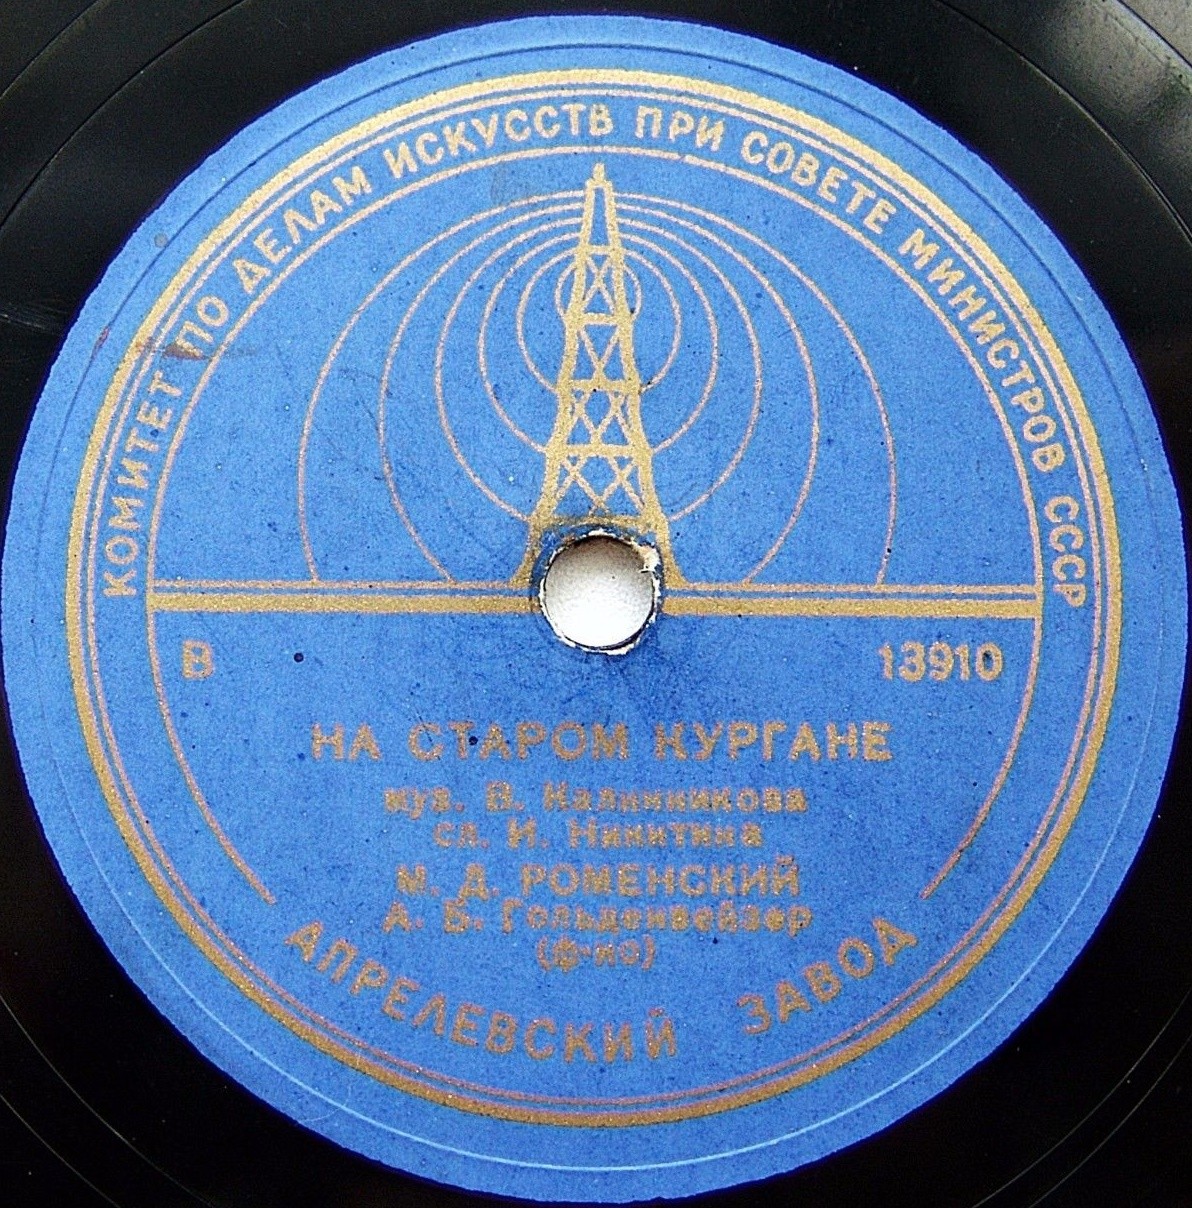 КОМИТЕТ ПО ДЕЛАМ ИСКУССТВ ПРИ СОВЕТЕ МИНИСТРОВ СССР
В 13910
НА СТАРОМ КУРГАНЕ
муз. В. Калинникова
сл. И. Никитина
М. Д. РОМЕНСКИЙ
А. Б. Гольденвейзер
(ф-но)
АПРЕЛЕВСКИЙ ЗАВОД